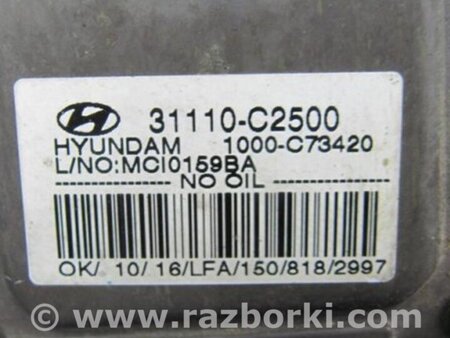 31110-C2500
HYUNDAM 1000-C73420
L/NO:MCI0159BA
NO OIL
OK/ 10/ 16/LFA/150/818/2997
www.razborki.com